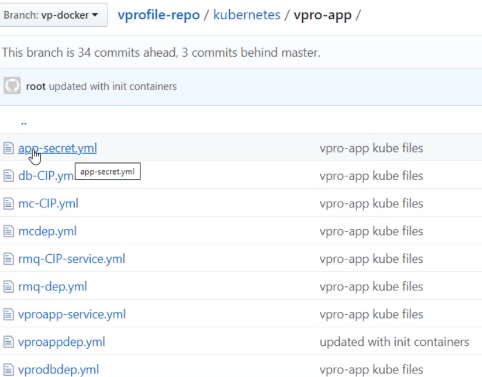 Branch: vp-docker vprofile-repo / kubernetes / vpro-app /
This branch is 34 commits ahead, 3 commits behind master.
root updated with init containers
..
app-secret.yml vpro-app kube files
app-secret.yml
db-CIP.ym vpro-app kube files
mc-CIP.yml vpro-app kube files
mcdep.yml vpro-app kube files
rmq-CIP-service.yml vpro-app kube files
rmq-dep.yml vpro-app kube files
vproapp-service.yml vpro-app kube files
vproappdep.yml updated with init containers
vprodbdep.yml vpro-app kube files